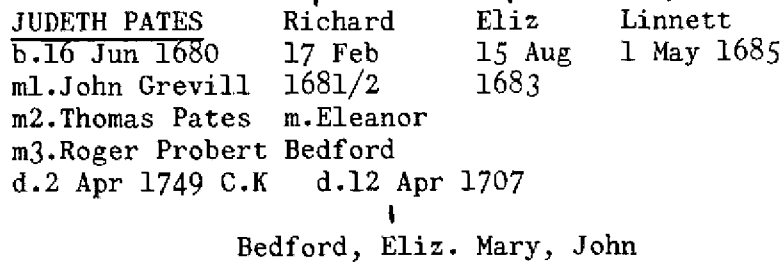 JUDETH PATES Richard Eliz Linnett
b.16 Jun 1680 17 Feb 15 Aug 1 May 1685
m1.John Grevill 1681/2 1683
m2.Thomas Pates m.Eleanor
m3.Roger Probert Bedford
d.2 Apr 1749 C.K d.12 Apr 1707
Bedford, Eliz. Mary, John